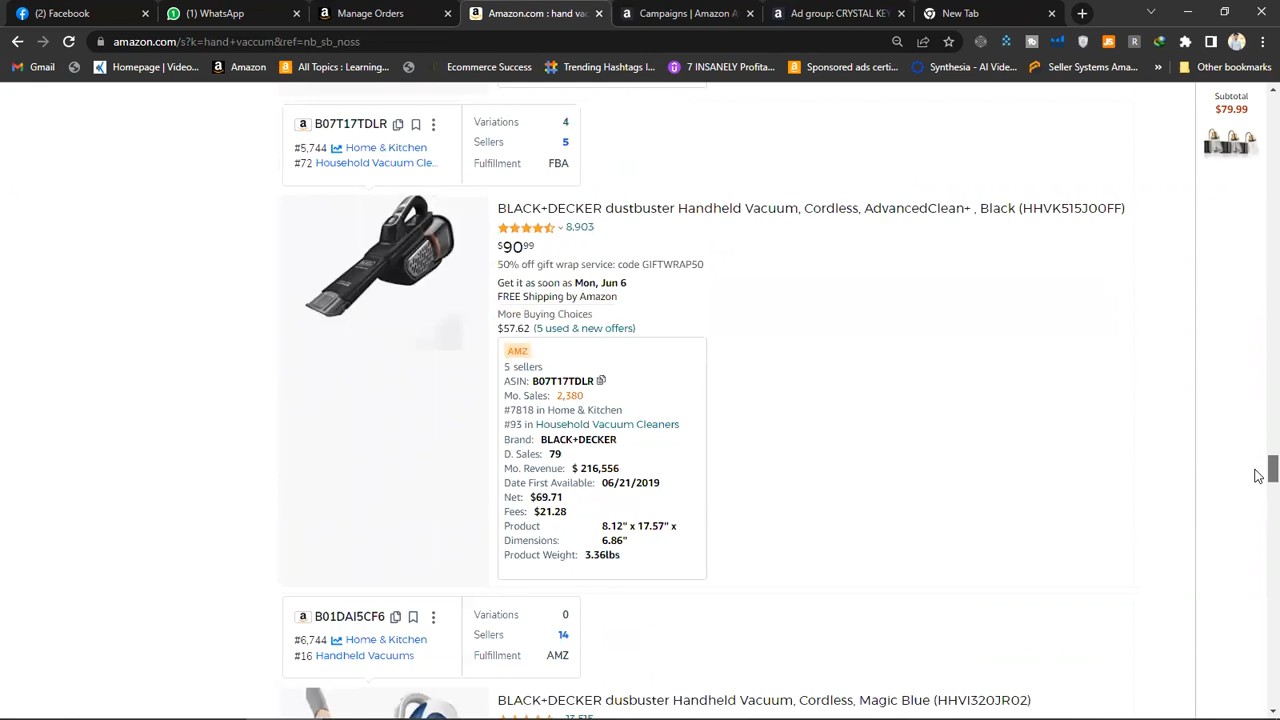 (2) Facebook
(1) WhatsApp
Manage Orders
Amazon.com : hand va
Campaigns | Amazon A
Ad group: CRYSTAL KEY
New Tab
amazon.com/s?k=hand+vaccum&ref=nb_sb_noss
Gmail
Homepage | Video...
Amazon
All Topics : Learning...
Ecommerce Success
Trending Hashtags I...
7 INSANELY Profita...
Sponsored ads certi...
Synthesia - AI Vide...
Seller Systems Ama...
» Other bookmarks
Subtotal
$79.99
B07T17TDLR
#5,744 Home & Kitchen
#72 Household Vacuum Cle...
Variations 4
Sellers 5
Fulfillment FBA
BLACK+DECKER dustbuster Handheld Vacuum, Cordless, AdvancedClean+ , Black (HHVK515J00FF)
8,903
$90.99
50% off gift wrap service: code GIFTWRAP50
Get it as soon as Mon, Jun 6
FREE Shipping by Amazon
More Buying Choices
$57.62 (5 used & new offers)
AMZ
5 sellers
ASIN: B07T17TDLR
Mo. Sales: 2,380
#7818 in Home & Kitchen
#93 in Household Vacuum Cleaners
Brand: BLACK+DECKER
D. Sales: 79
Mo. Revenue: $ 216,556
Date First Available: 06/21/2019
Net: $69.71
Fees: $21.28
Product Dimensions: 8.12" x 17.57" x
6.86"
Product Weight: 3.36lbs
B01DAI5CF6
#6,744 Home & Kitchen
#16 Handheld Vacuums
Variations 0
Sellers 14
Fulfillment AMZ
BLACK+DECKER dusbuster Handheld Vacuum, Cordless, Magic Blue (HHVI320JR02)